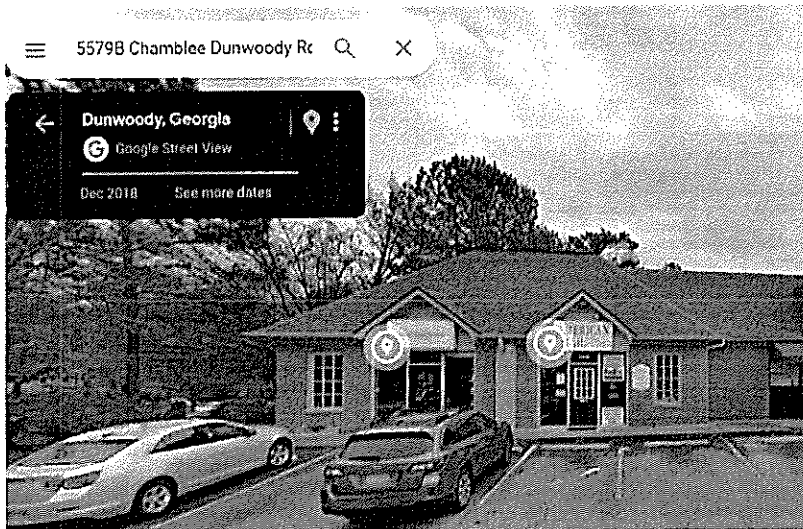 5579B Chamblee Dunwoody Rc
Dunwoody, Georgia
G Google Street View
Dec 2018 See more dates